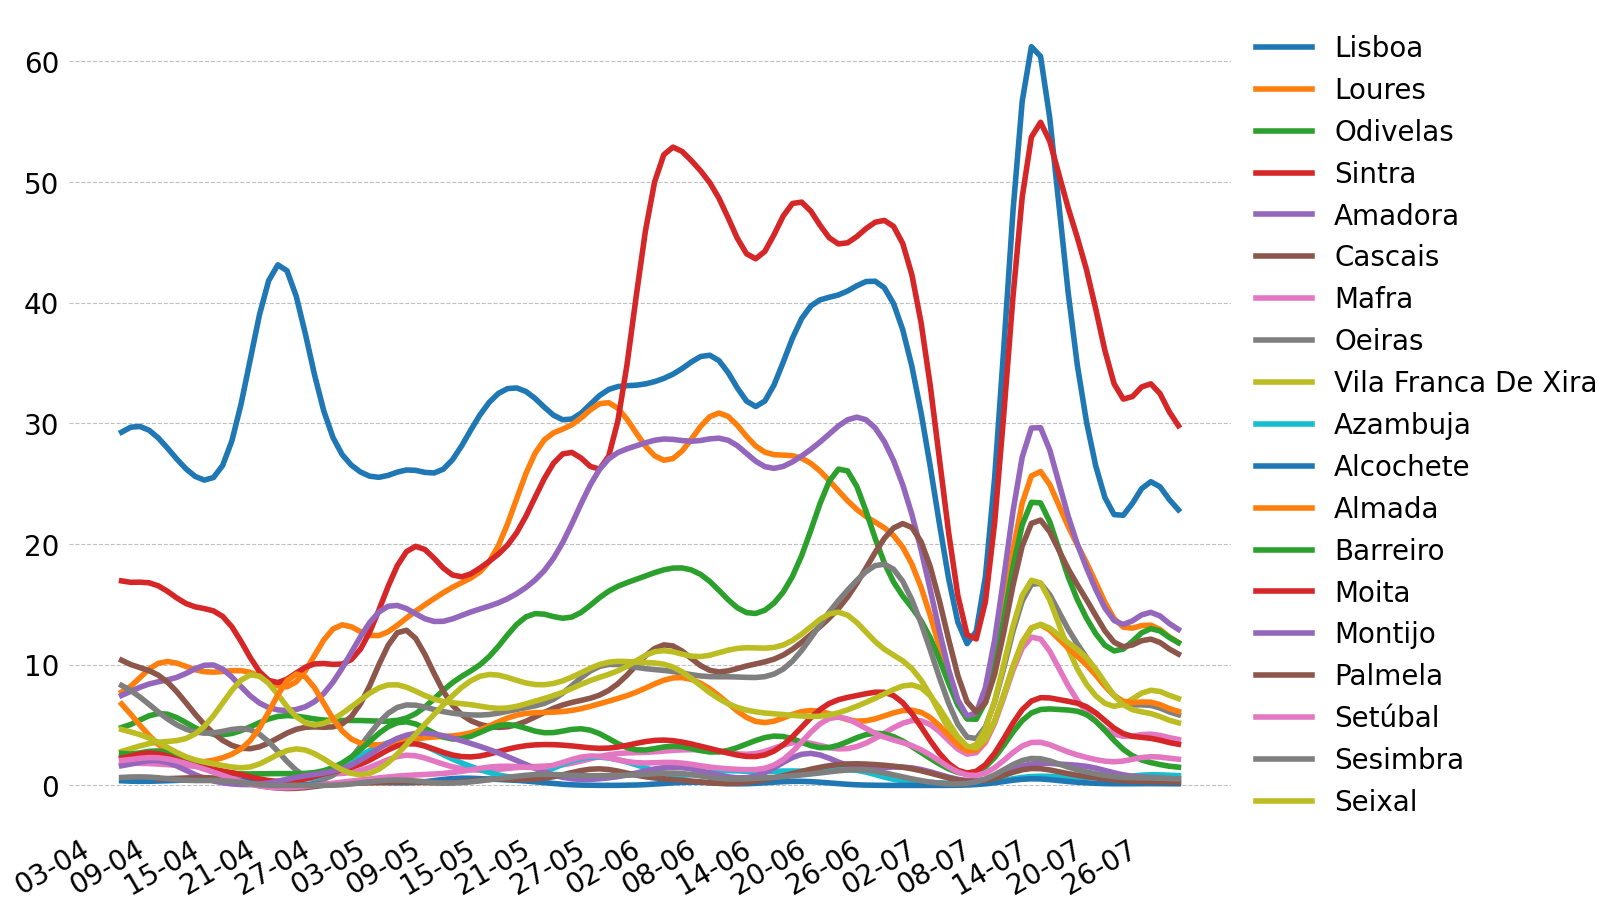 60
50
40
30
20
10
0
03-04
09-04
15-04
21-04
27-04
03-05
09-05
15-05
21-05
27-05
02-06
08-06
14-06
20-06
26-06
02-07
08-07
14-07
20-07
26-07
Lisboa
Loures
Odivelas
Sintra
Amadora
Cascais
Mafra
Oeiras
Vila Franca De Xira
Azambuja
Alcochete
Almada
Barreiro
Moita
Montijo
Palmela
Setúbal
Sesimbra
Seixal